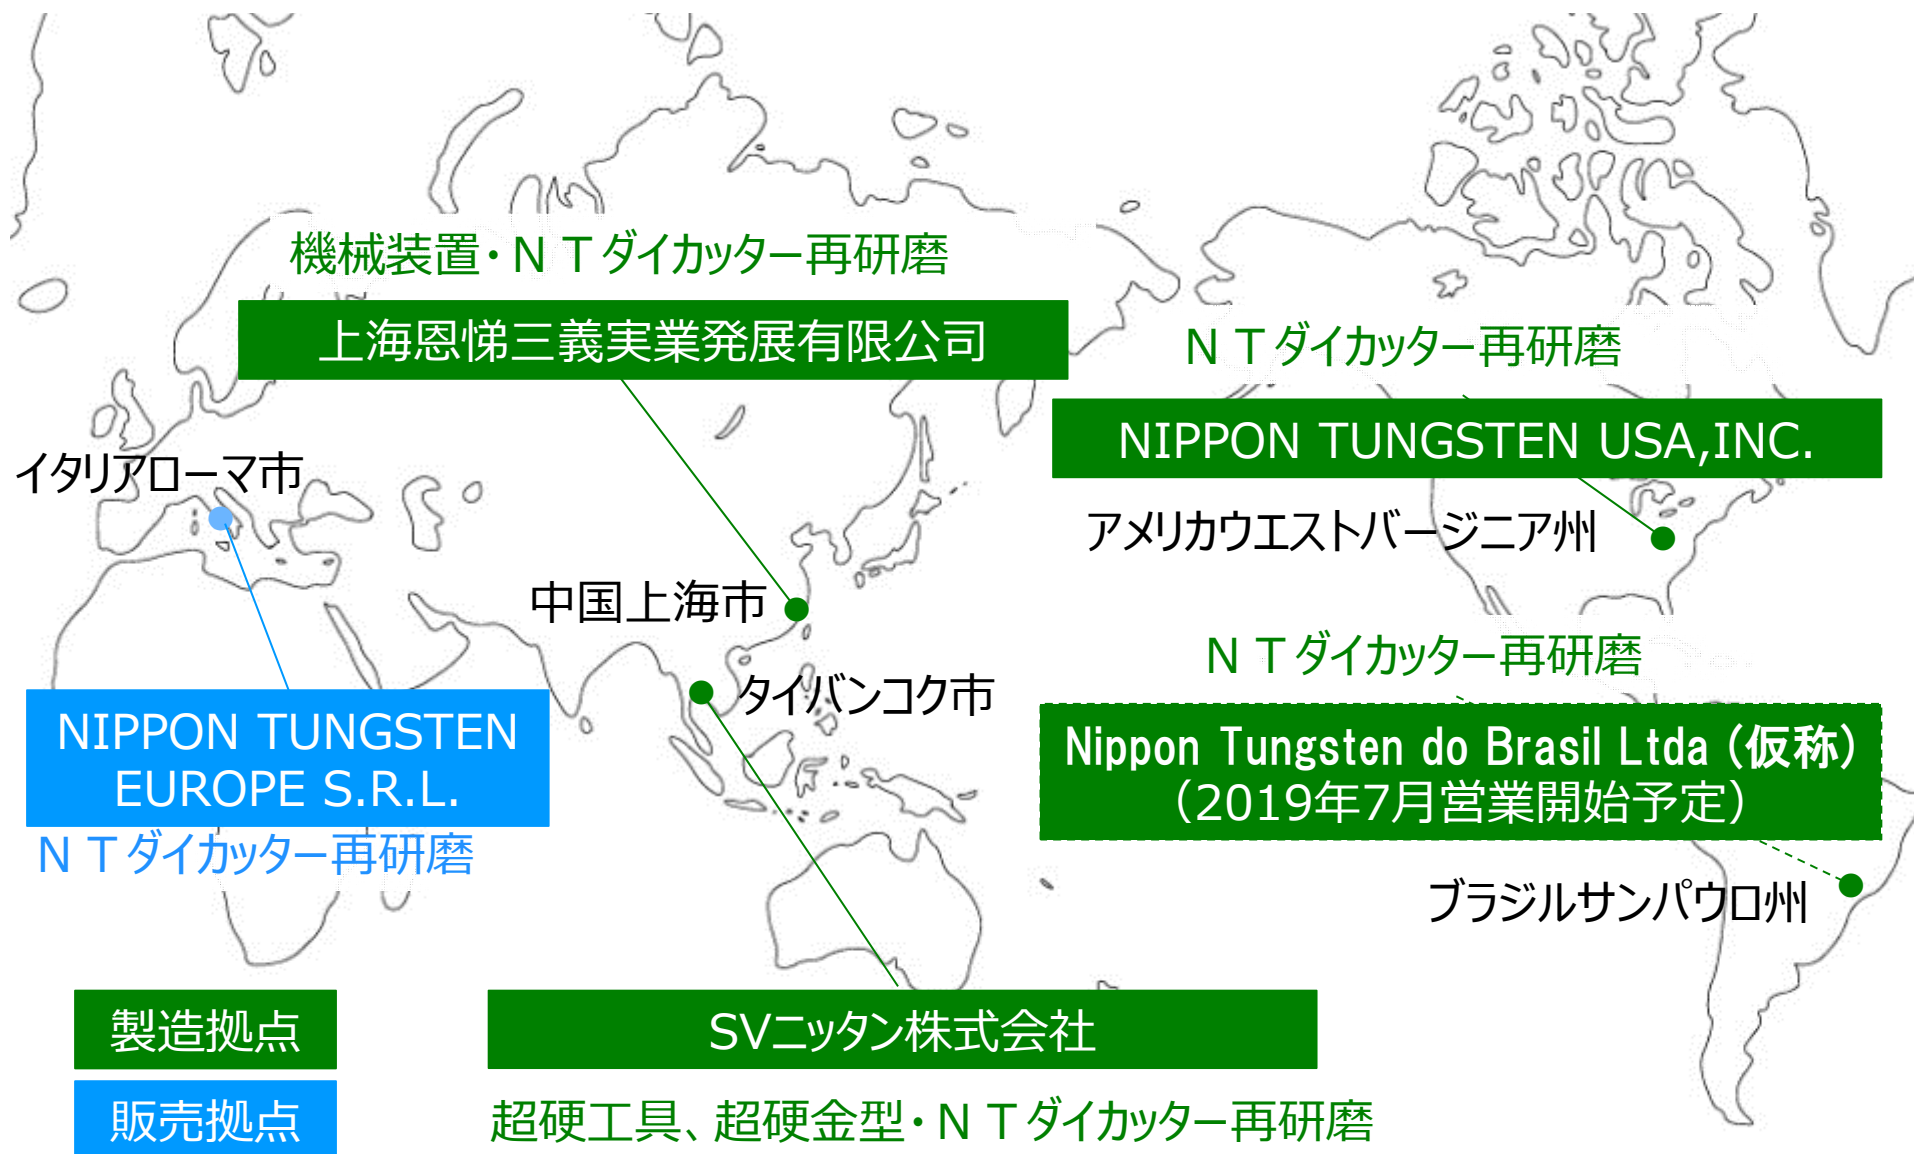 機械装置・ＮＴダイカッター再研磨
上海恩悌三義実業発展有限公司
ＮＴダイカッター再研磨
NIPPON TUNGSTEN USA,INC.
アメリカウエストバージニア州
イタリアローマ市
中国上海市
タイバンコク市
NIPPON TUNGSTEN
EUROPE S.R.L.
ＮＴダイカッター再研磨
ＮＴダイカッター再研磨
Nippon Tungsten do Brasil Ltda（仮称）
（2019年7月営業開始予定）
ブラジルサンパウロ州
製造拠点
販売拠点
SVニッタン株式会社
超硬工具、超硬金型・ＮＴダイカッター再研磨